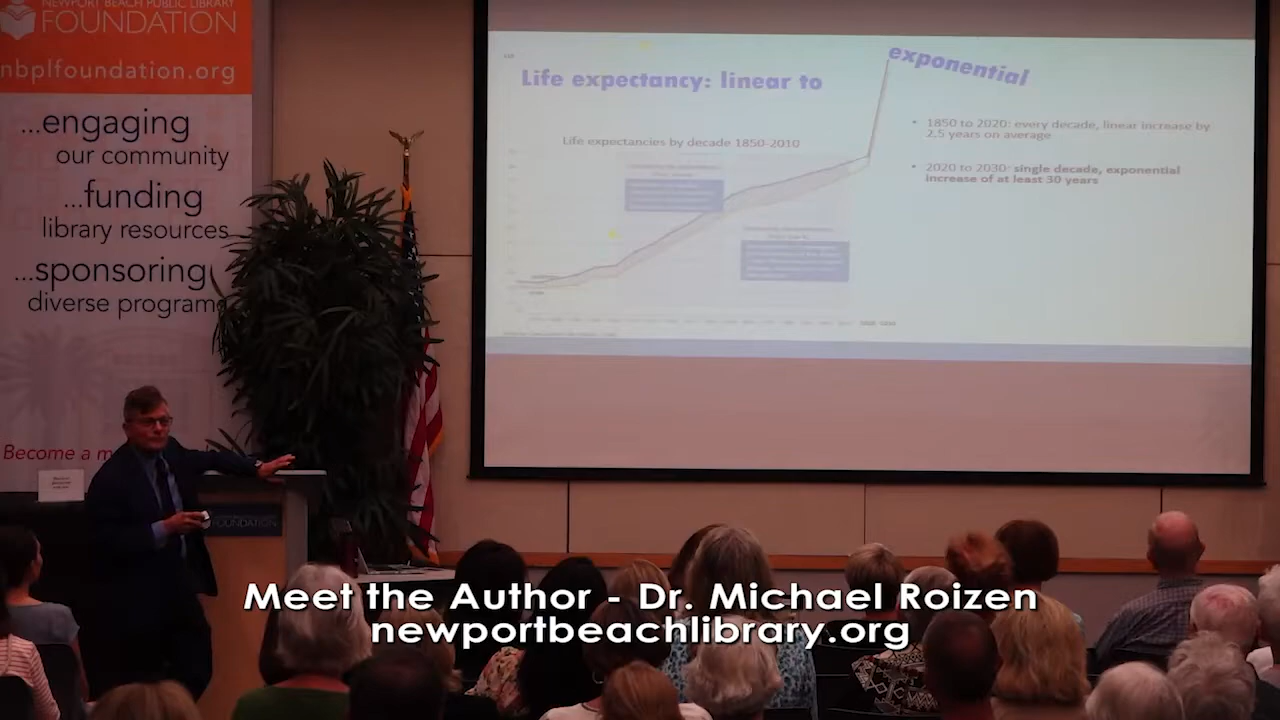 NEWPORT BEACH PUBLIC LIBRARY
FOUNDATION
nbplfoundation.org
...engaging
our community
...funding
library resources
...sponsoring
diverse program
Become a m
FOUNDATION
Life expectancy: linear to
exponential
Life expectancies by decade 1850-2010
• 1850 to 2020: every decade, linear increase by
2.5 years on average
• 2020 to 2030: single decade, exponential
increase of at least 30 years
Meet the Author - Dr. Michael Roizen
newportbeachlibrary.org